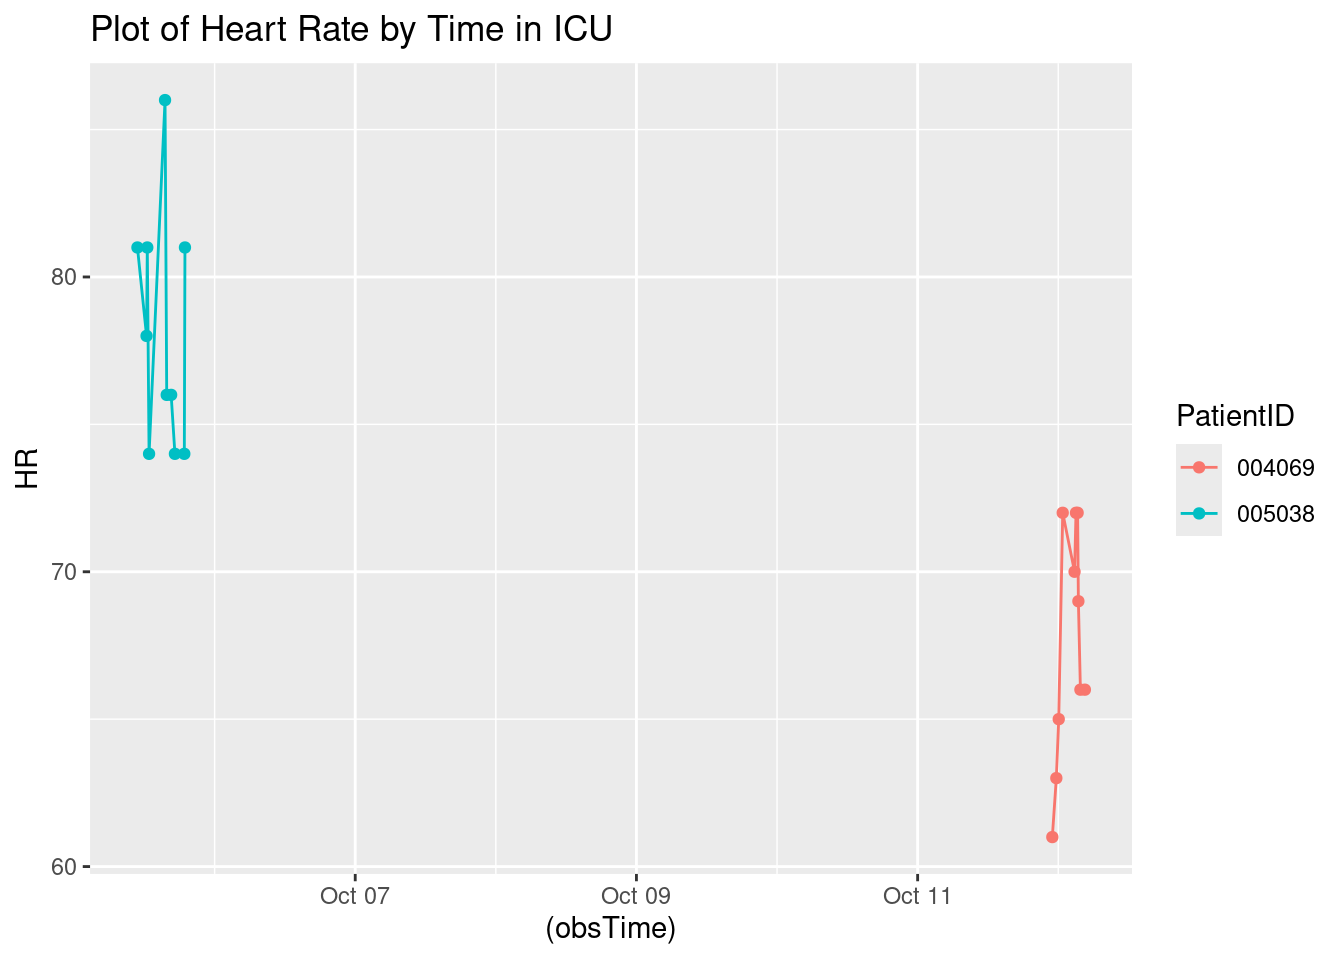 Plot of Heart Rate by Time in ICU
80
70
60
HR
Oct 07
Oct 09
Oct 11
(obsTime)
PatientID
004069
005038